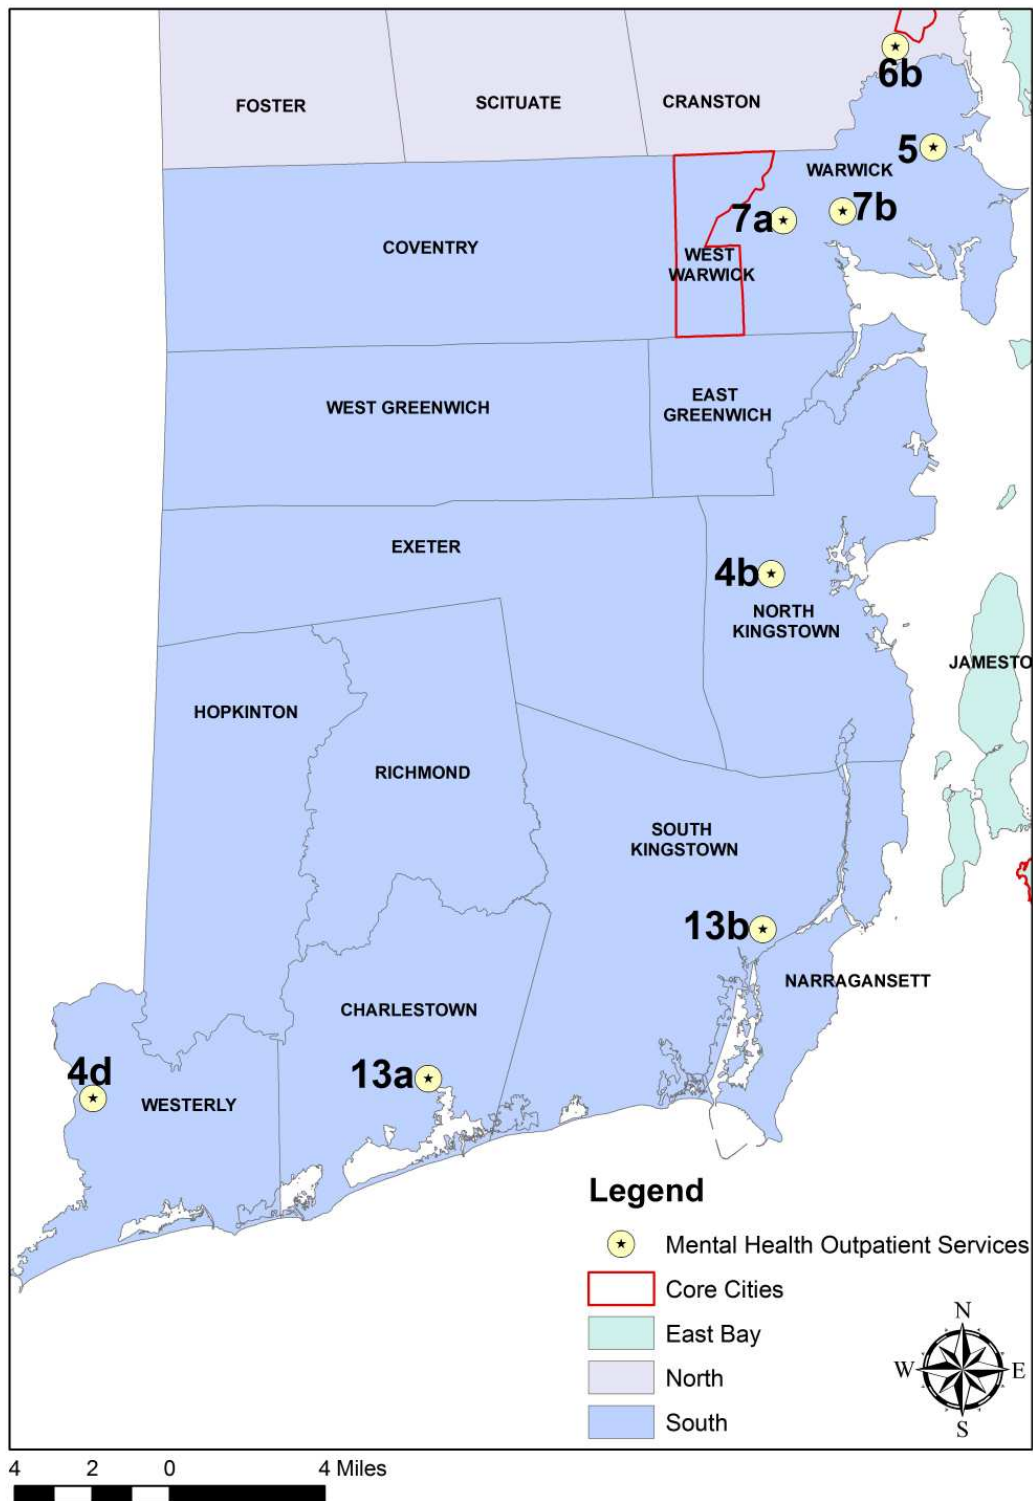 6b
FOSTER
SCITUATE
CRANSTON
5
WARWICK
7a
7b
COVENTRY
WEST
WARWICK
WEST GREENWICH
EAST
GREENWICH
EXETER
4b
NORTH
KINGSTOWN
JAMESTO
HOPKINTON
RICHMOND
SOUTH
KINGSTOWN
13b
NARRAGANSETT
CHARLESTOWN
4d
13a
WESTERLY
Legend
Mental Health Outpatient Services
Core Cities
East Bay
North
South
N
W
E
S
4 2 0 4 Miles